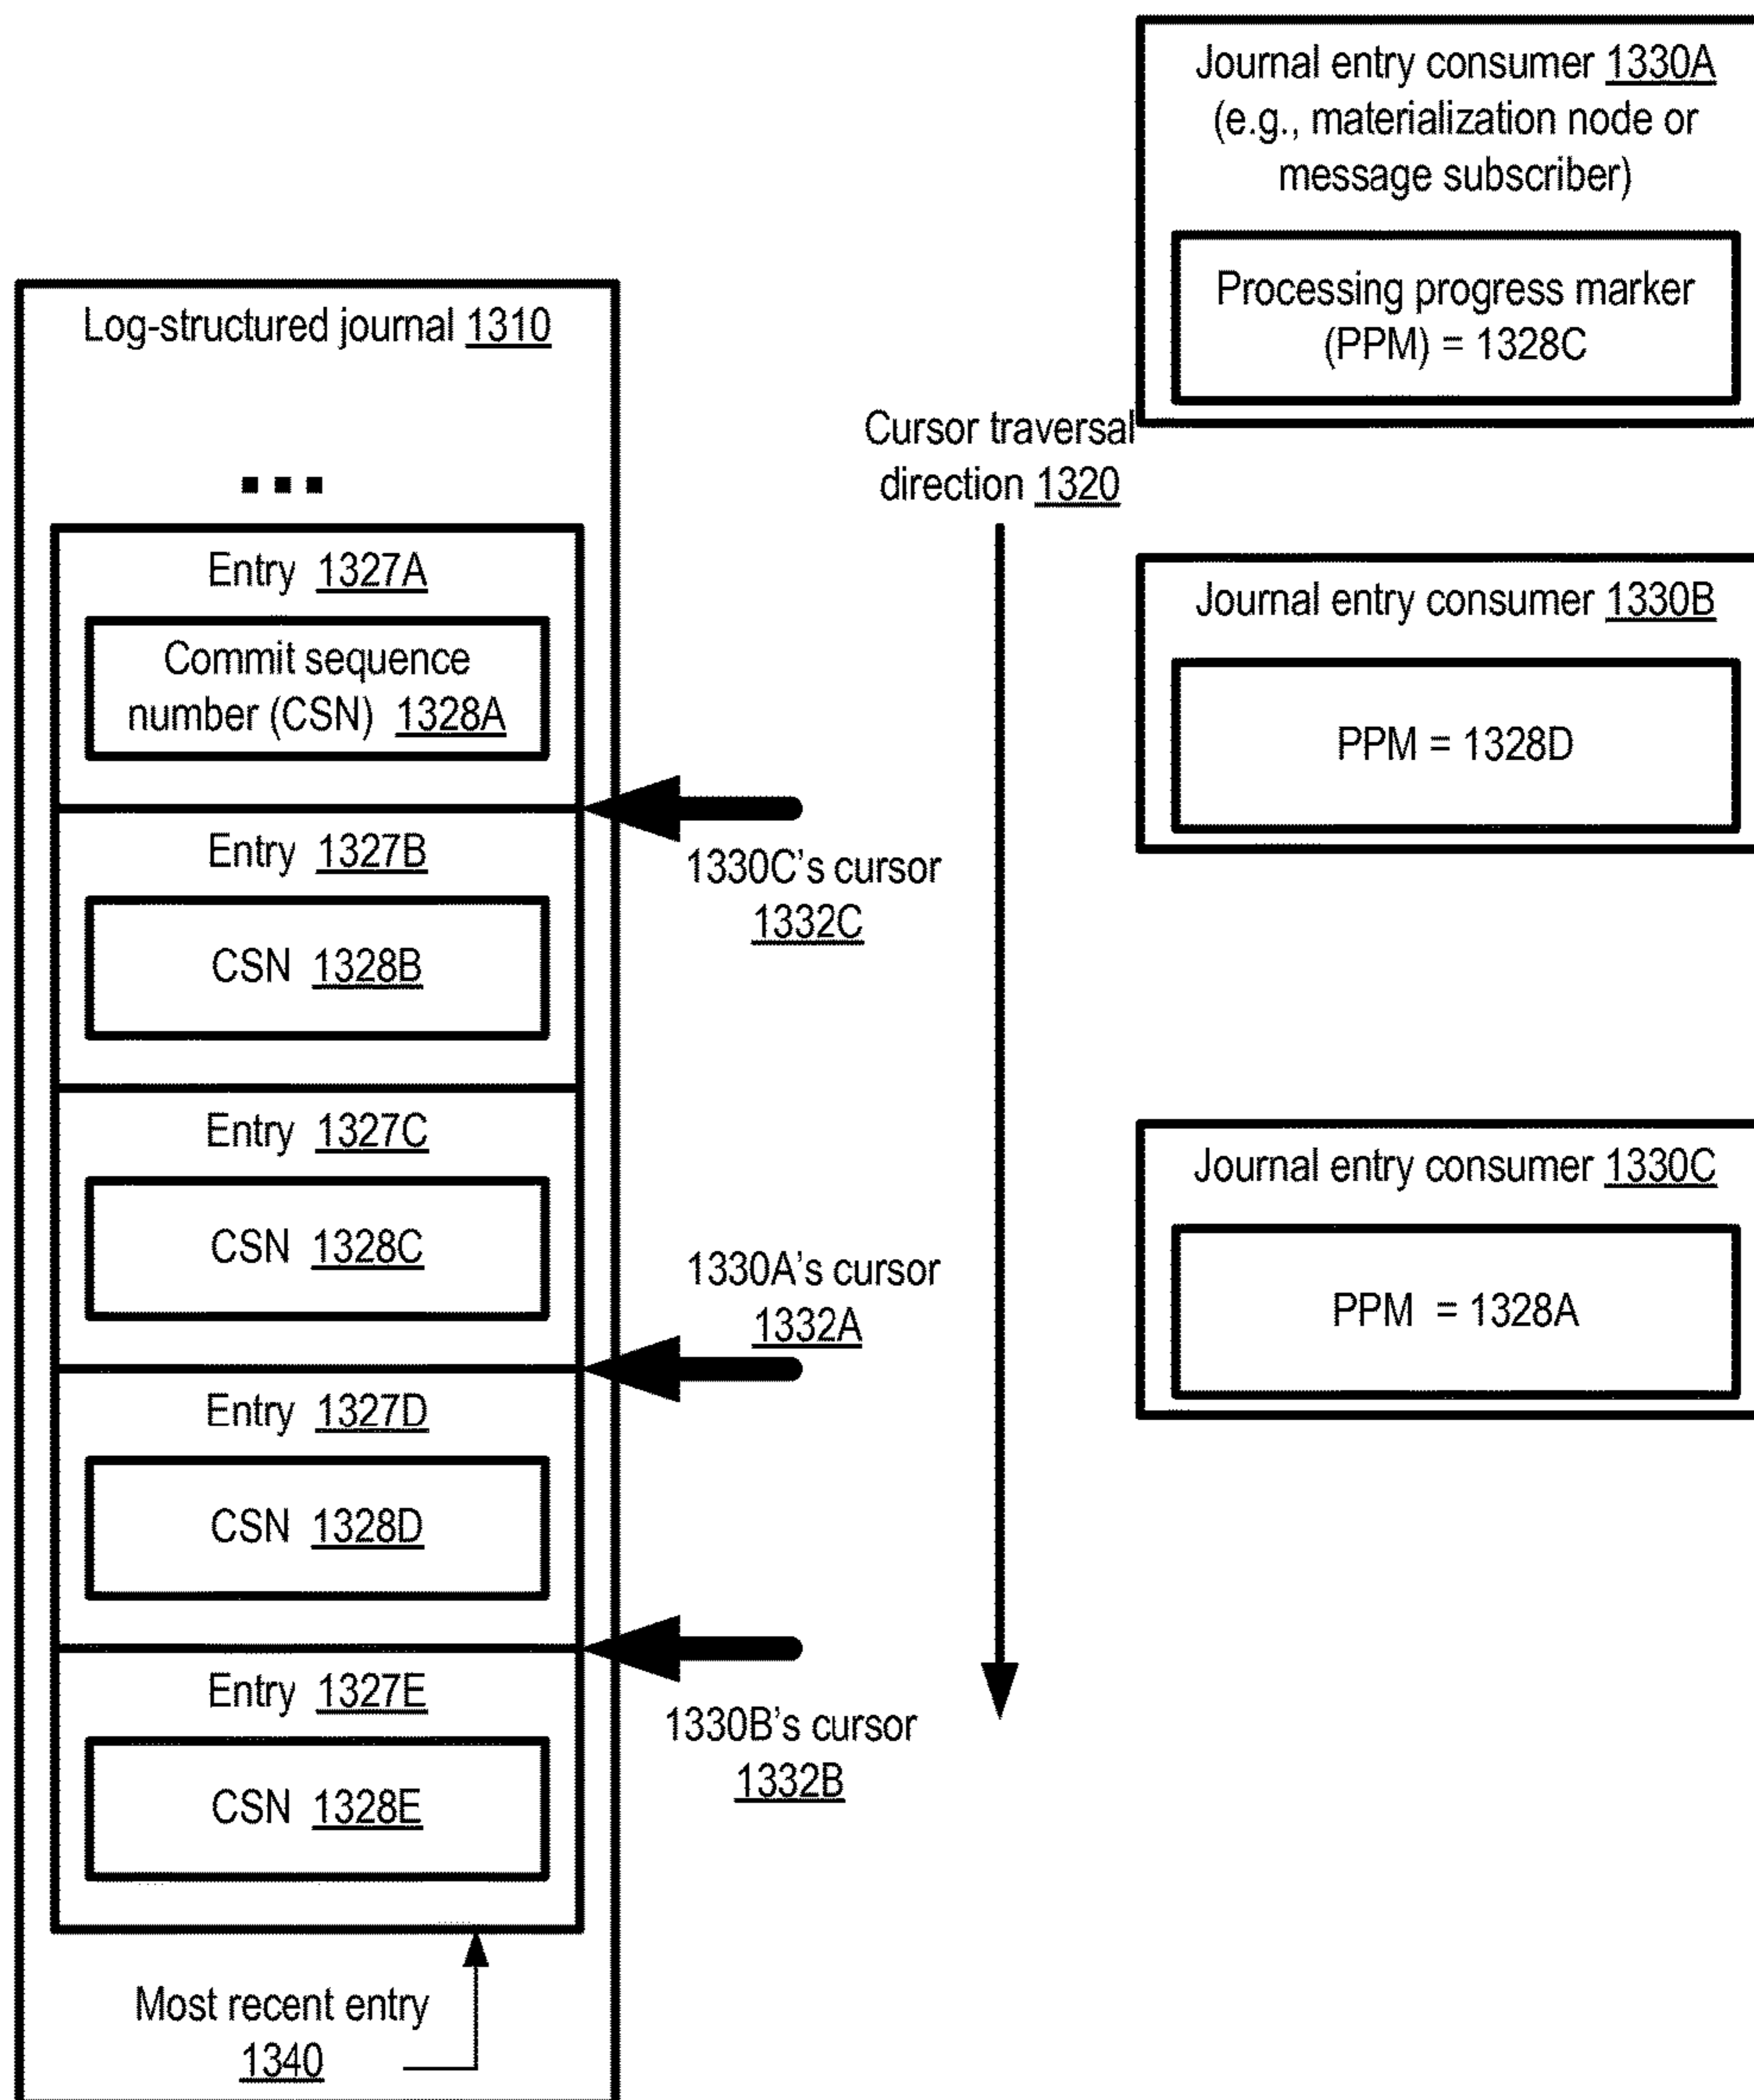 Journal entry consumer 1330A
(e.g., materialization node or
message subscriber)
Processing progress marker
(PPM) = 1328C
Log-structured journal 1310
...
Cursor traversal
direction 1320
Entry 1327A
Commit sequence
number (CSN) 1328A
Journal entry consumer 1330B
PPM = 1328D
1330C's cursor
1332C
Entry 1327B
CSN 1328B
Entry 1327C
CSN 1328C
Journal entry consumer 1330C
PPM = 1328A
1330A's cursor
1332A
Entry 1327D
CSN 1328D
Entry 1327E
CSN 1328E
1330B's cursor
1332B
Most recent entry
1340